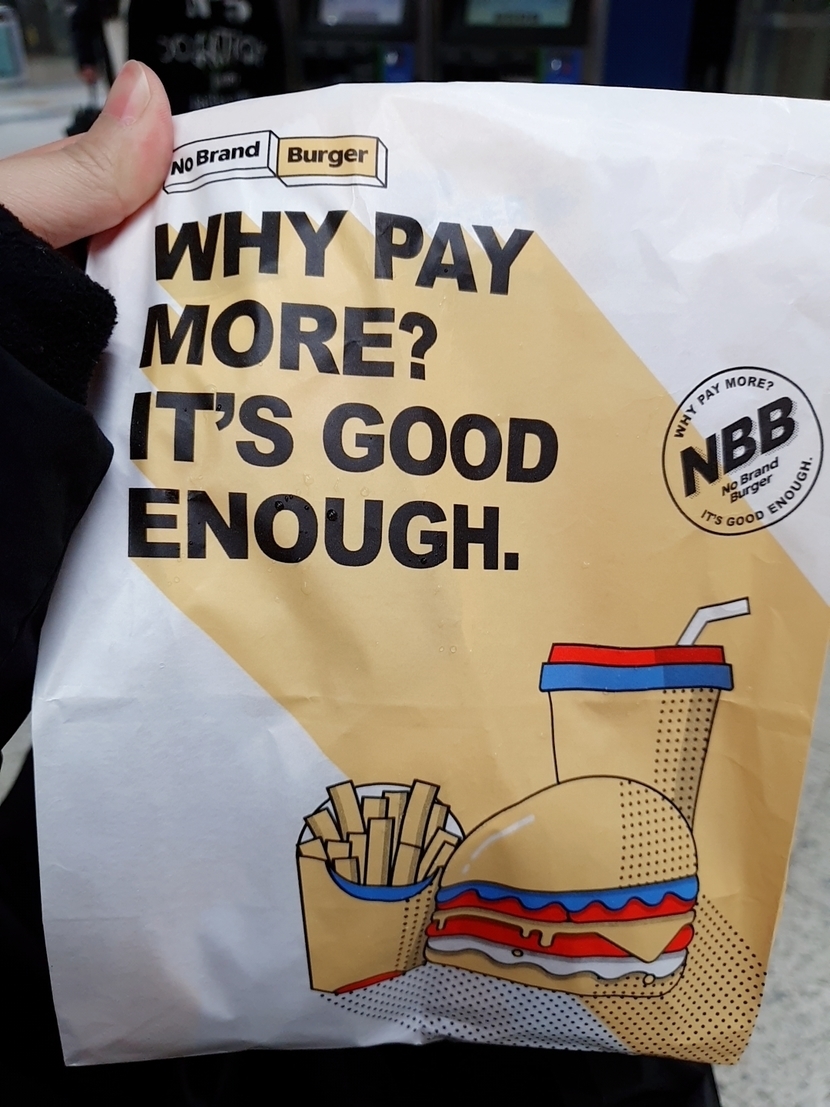 No Brand Burger
WHY PAY
MORE?
IT'S GOOD
ENOUGH.
WHY PAY MORE?
NBB
No Brand
Burger
IT'S GOOD ENOUGH.